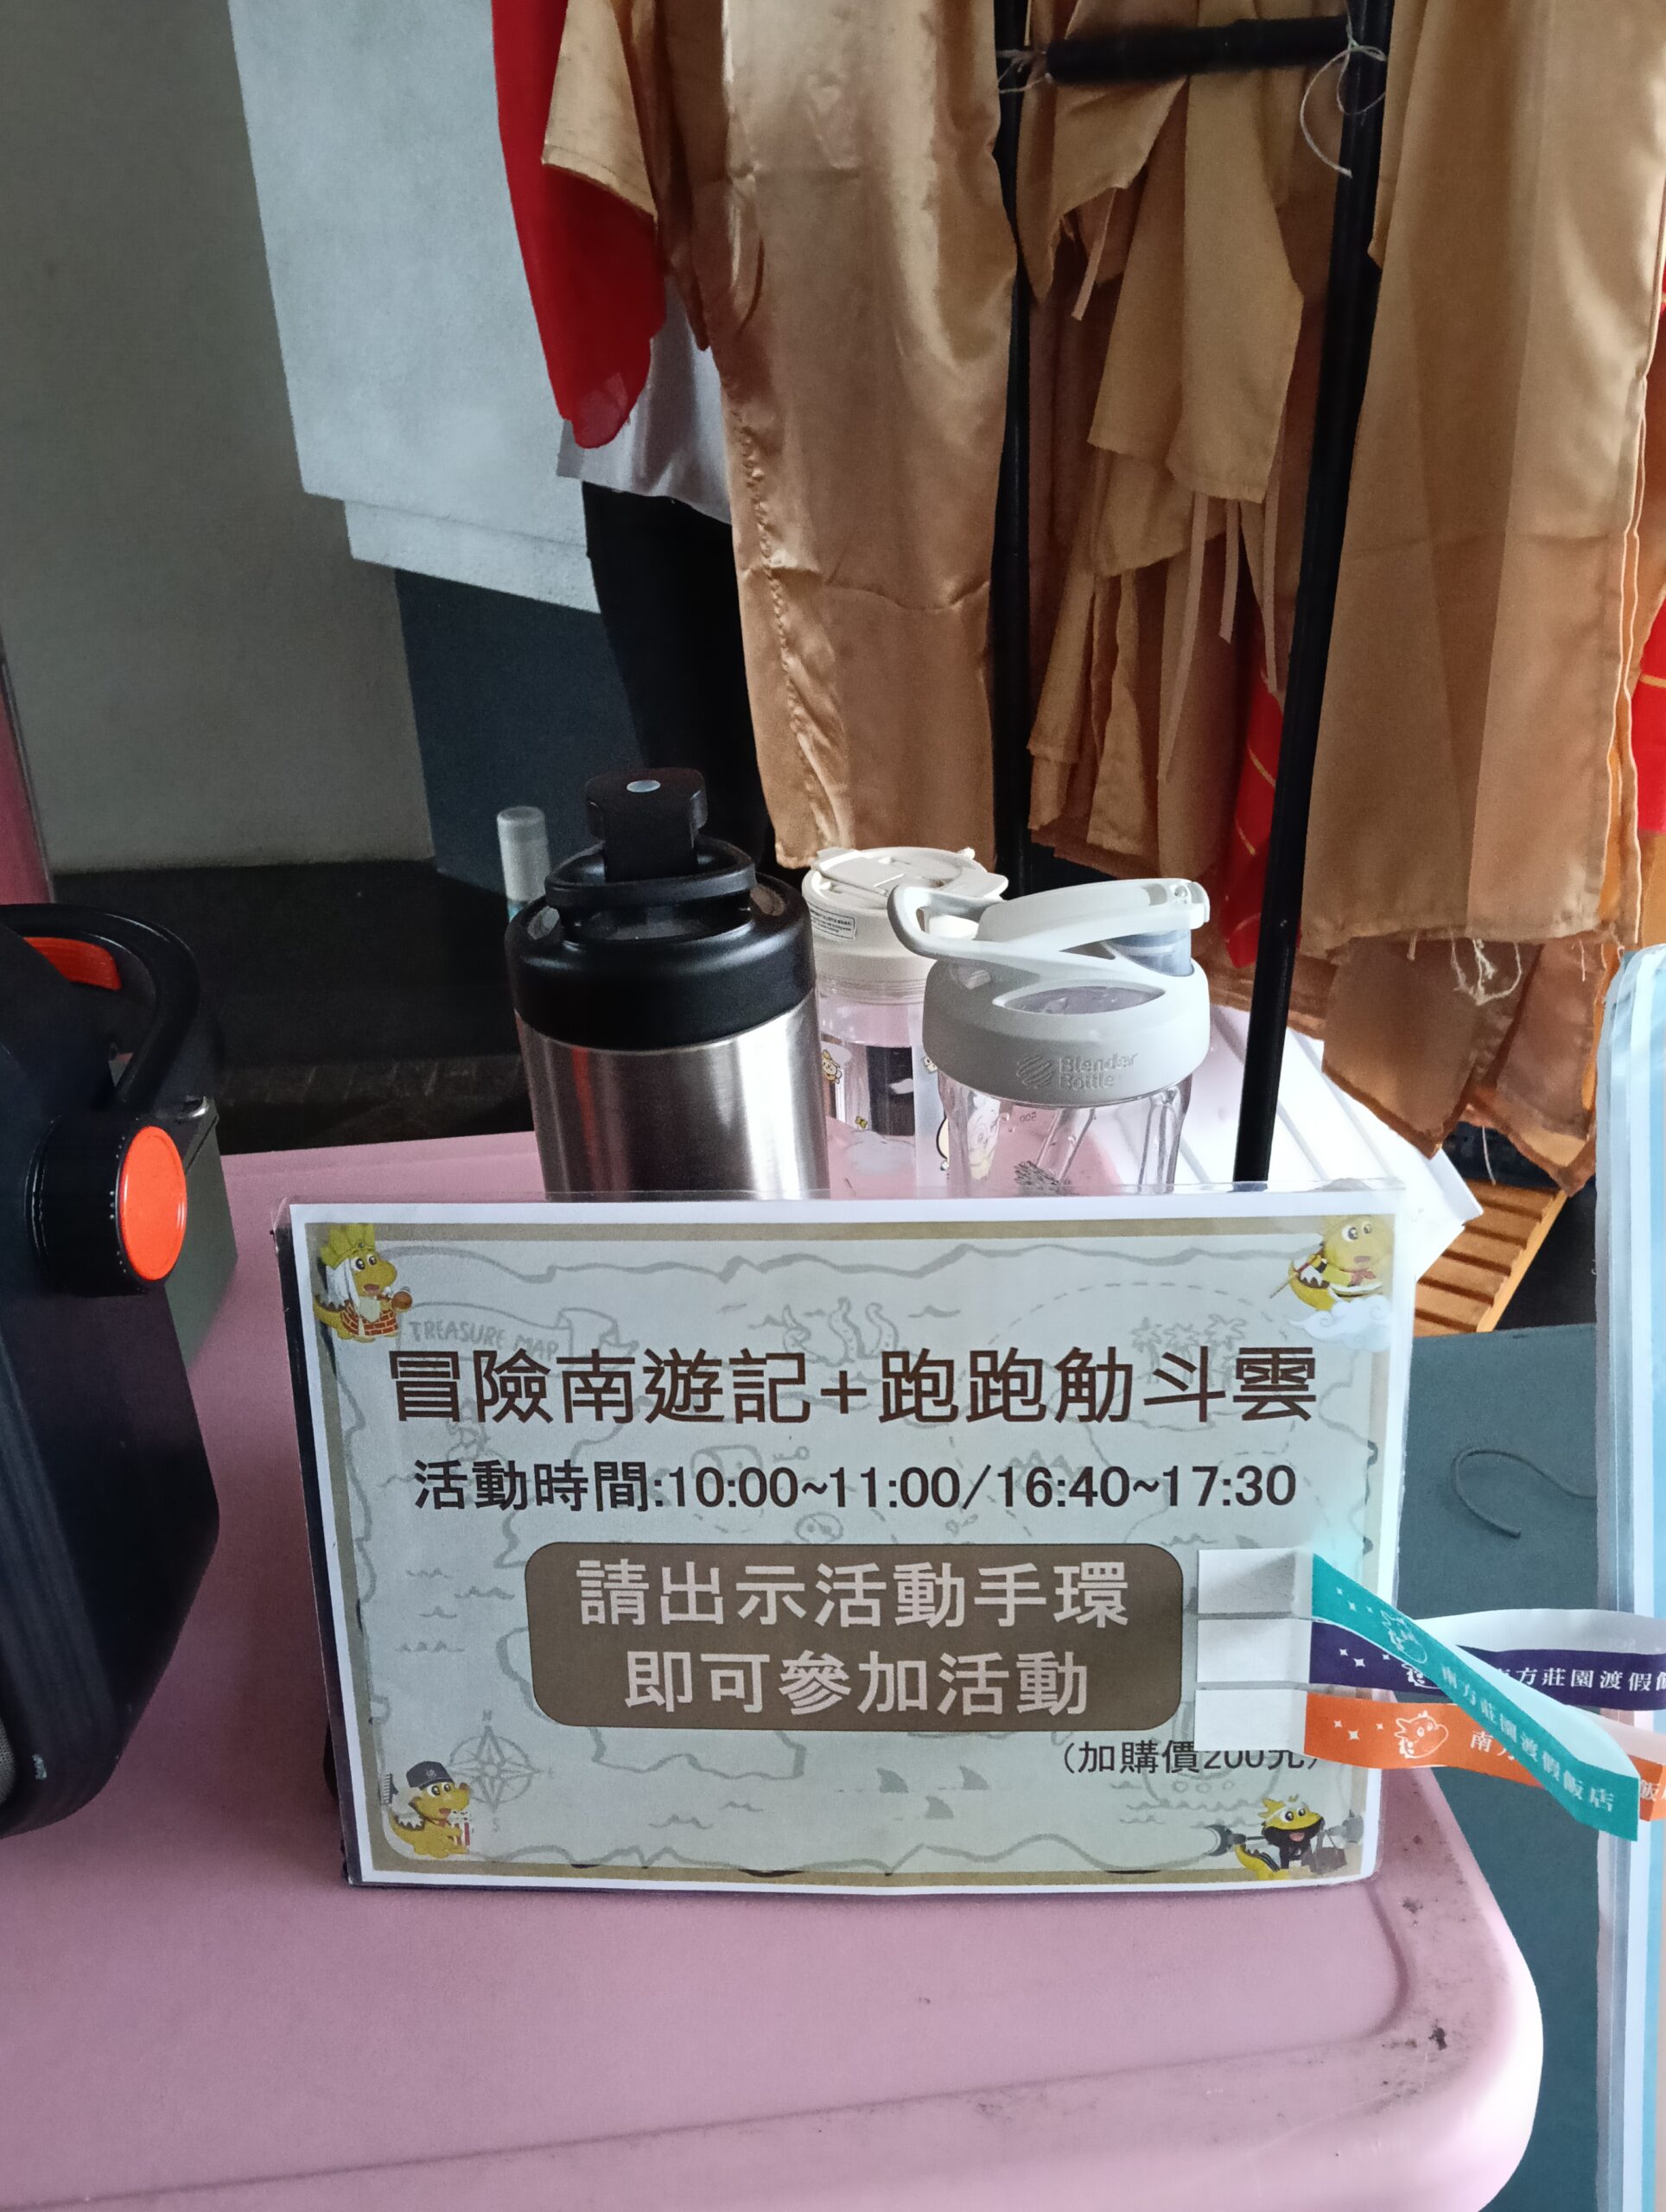 Blender
Bottle
500
TREASURE MAP
冒險南遊記+跑跑觔斗雲
活動時間:10:00~11:00/16:40~17:30
請出示活動手環
即可參加活動
(加購價200元)
N
S
南方莊園渡假飯店
方莊園渡假
南方
飯